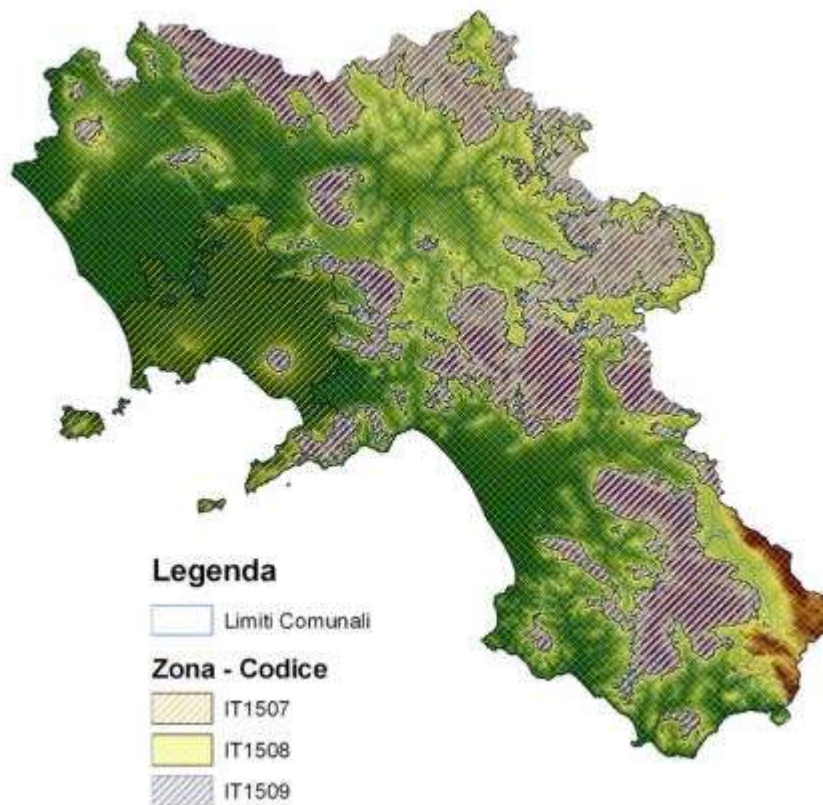 Legenda
Limiti Comunali
Zona - Codice
IT1507
IT1508
IT1509